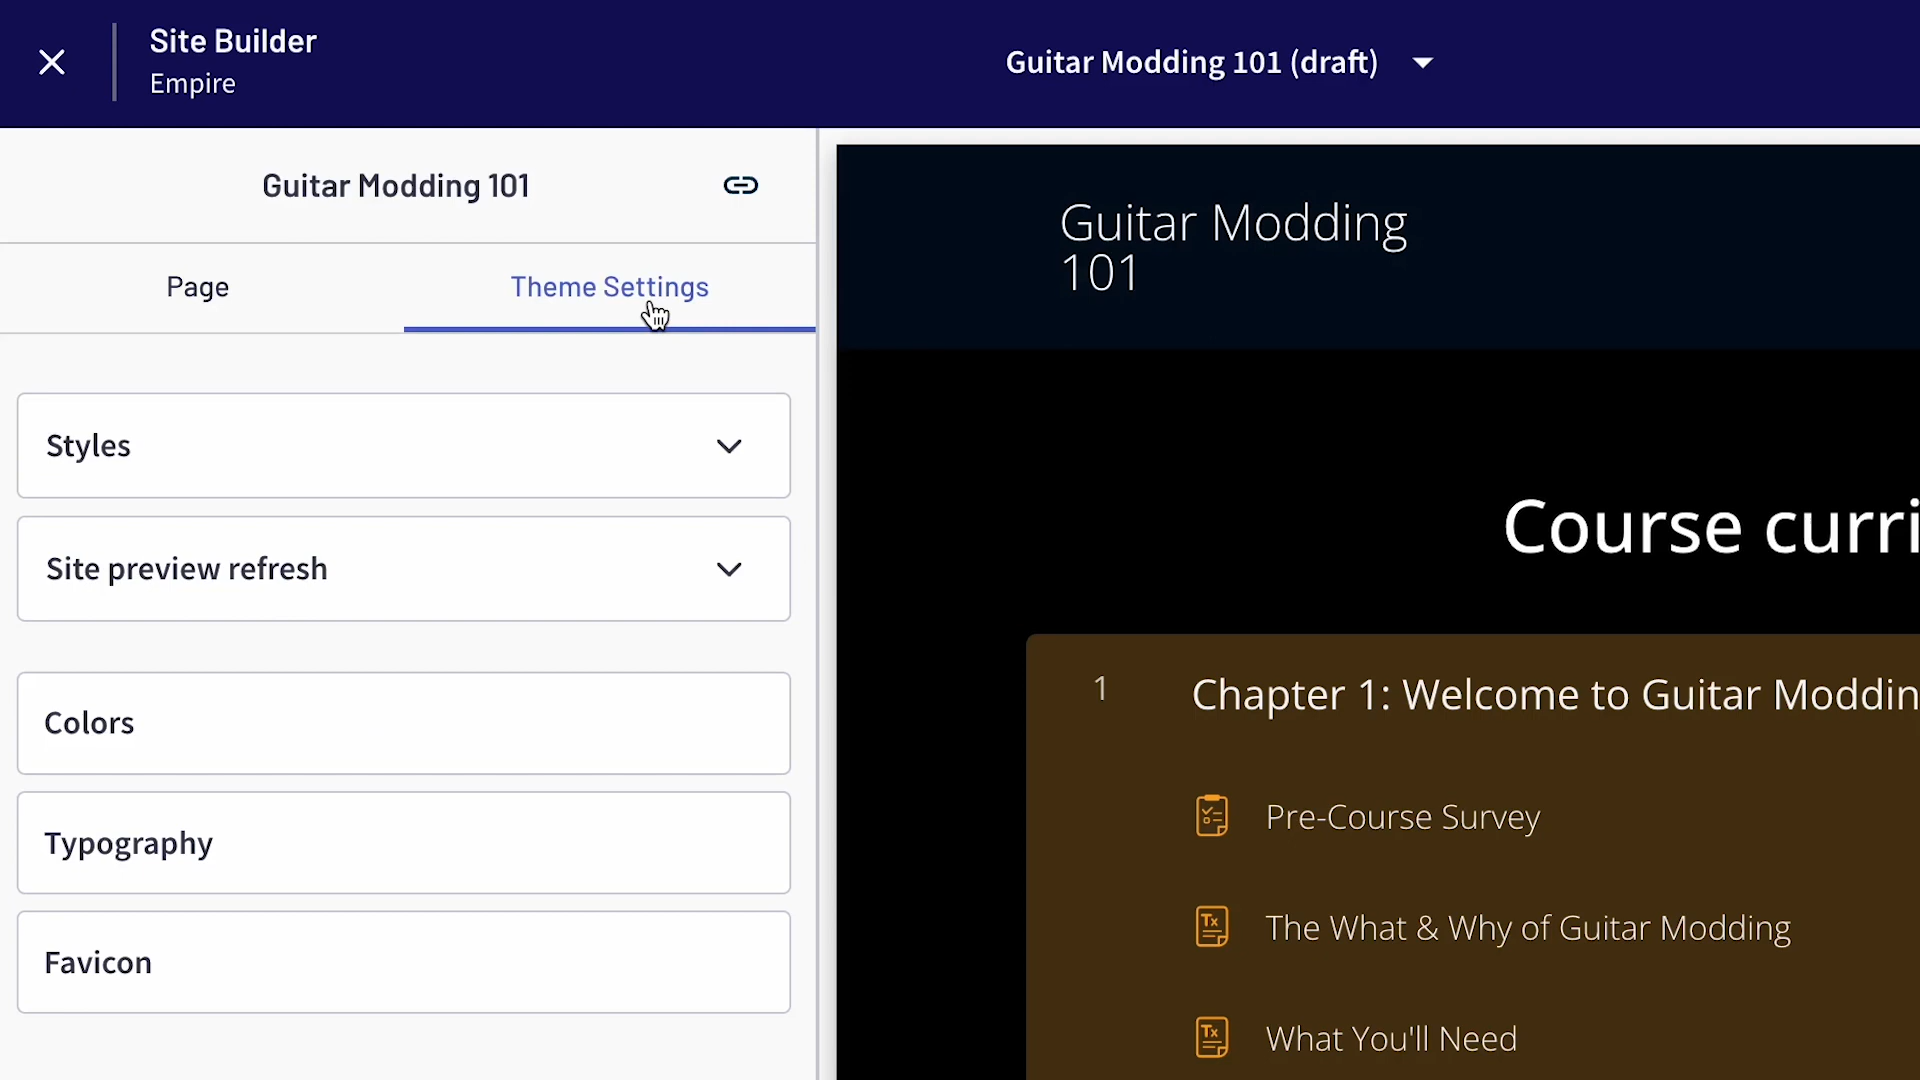 Site Builder
Empire
Guitar Modding 101 (draft)
Guitar Modding 101
Page
Theme Settings
Styles
Site preview refresh
Colors
Typography
Favicon
Guitar Modding
101
Course curri
1
Chapter 1: Welcome to Guitar Moddin
Pre-Course Survey
Tx
The What & Why of Guitar Modding
Tx
What You'll Need